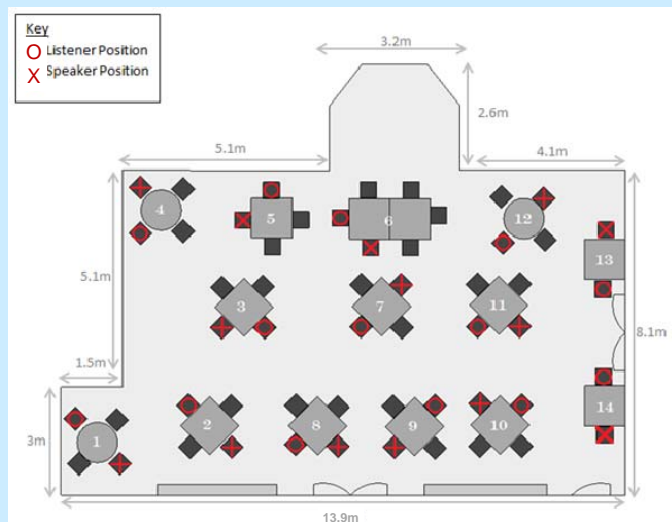 Key
O Listener Position
X Speaker Position
3.2m
2.6m
5.1m
4.1m
4
5
6
12
13
5.1m
3
7
11
8.1m
1.5m
14
3m
1
2
8
9
10
13.9m